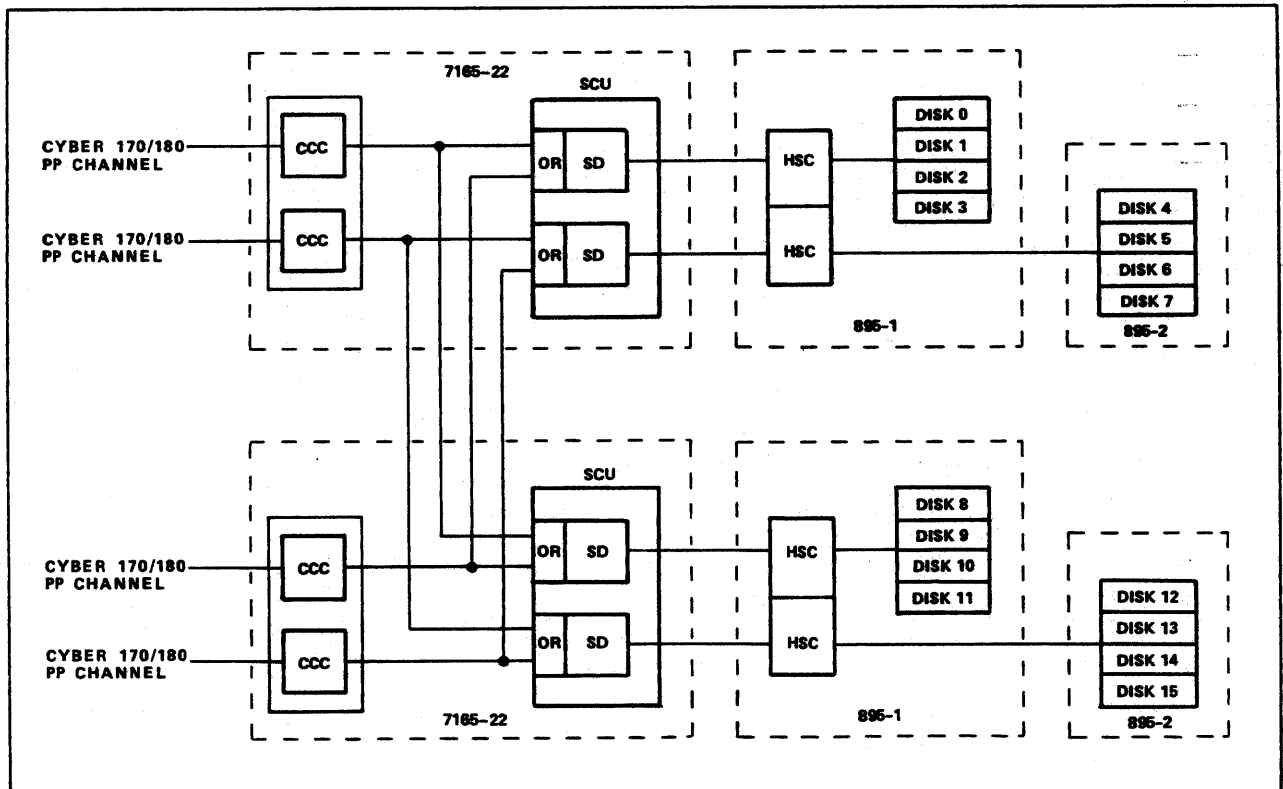 7165-22
SCU
CYBER 170/180
PP CHANNEL
CCC
OR
SD
HSC
DISK 0
DISK 1
DISK 2
DISK 3
CYBER 170/180
PP CHANNEL
CCC
OR
SD
HSC
DISK 4
DISK 5
DISK 6
DISK 7
895-1
895-2
SCU
CYBER 170/180
PP CHANNEL
CCC
OR
SD
HSC
DISK 8
DISK 9
DISK 10
DISK 11
CYBER 170/180
PP CHANNEL
CCC
OR
SD
HSC
DISK 12
DISK 13
DISK 14
DISK 15
7165-22
895-1
895-2